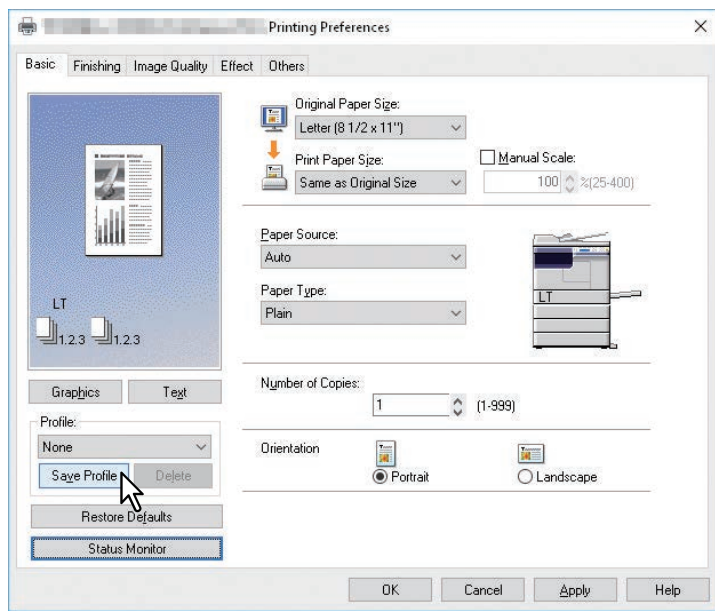 Printing Preferences
Basic Finishing Image Quality Effect Others
Original Paper Size:
Letter (8 1/2 x 11")
Print Paper Size:
Same as Original Size
Manual Scale:
100 %(25-400)
Paper Source:
Auto
Paper Type:
Plain
LT
LT
1.2.3 1.2.3
Graphics Text
Number of Copies:
1 (1-999)
Profile:
None
Save Profile Delete
Orientation
Portrait Landscape
Restore Defaults
Status Monitor
OK Cancel Apply Help